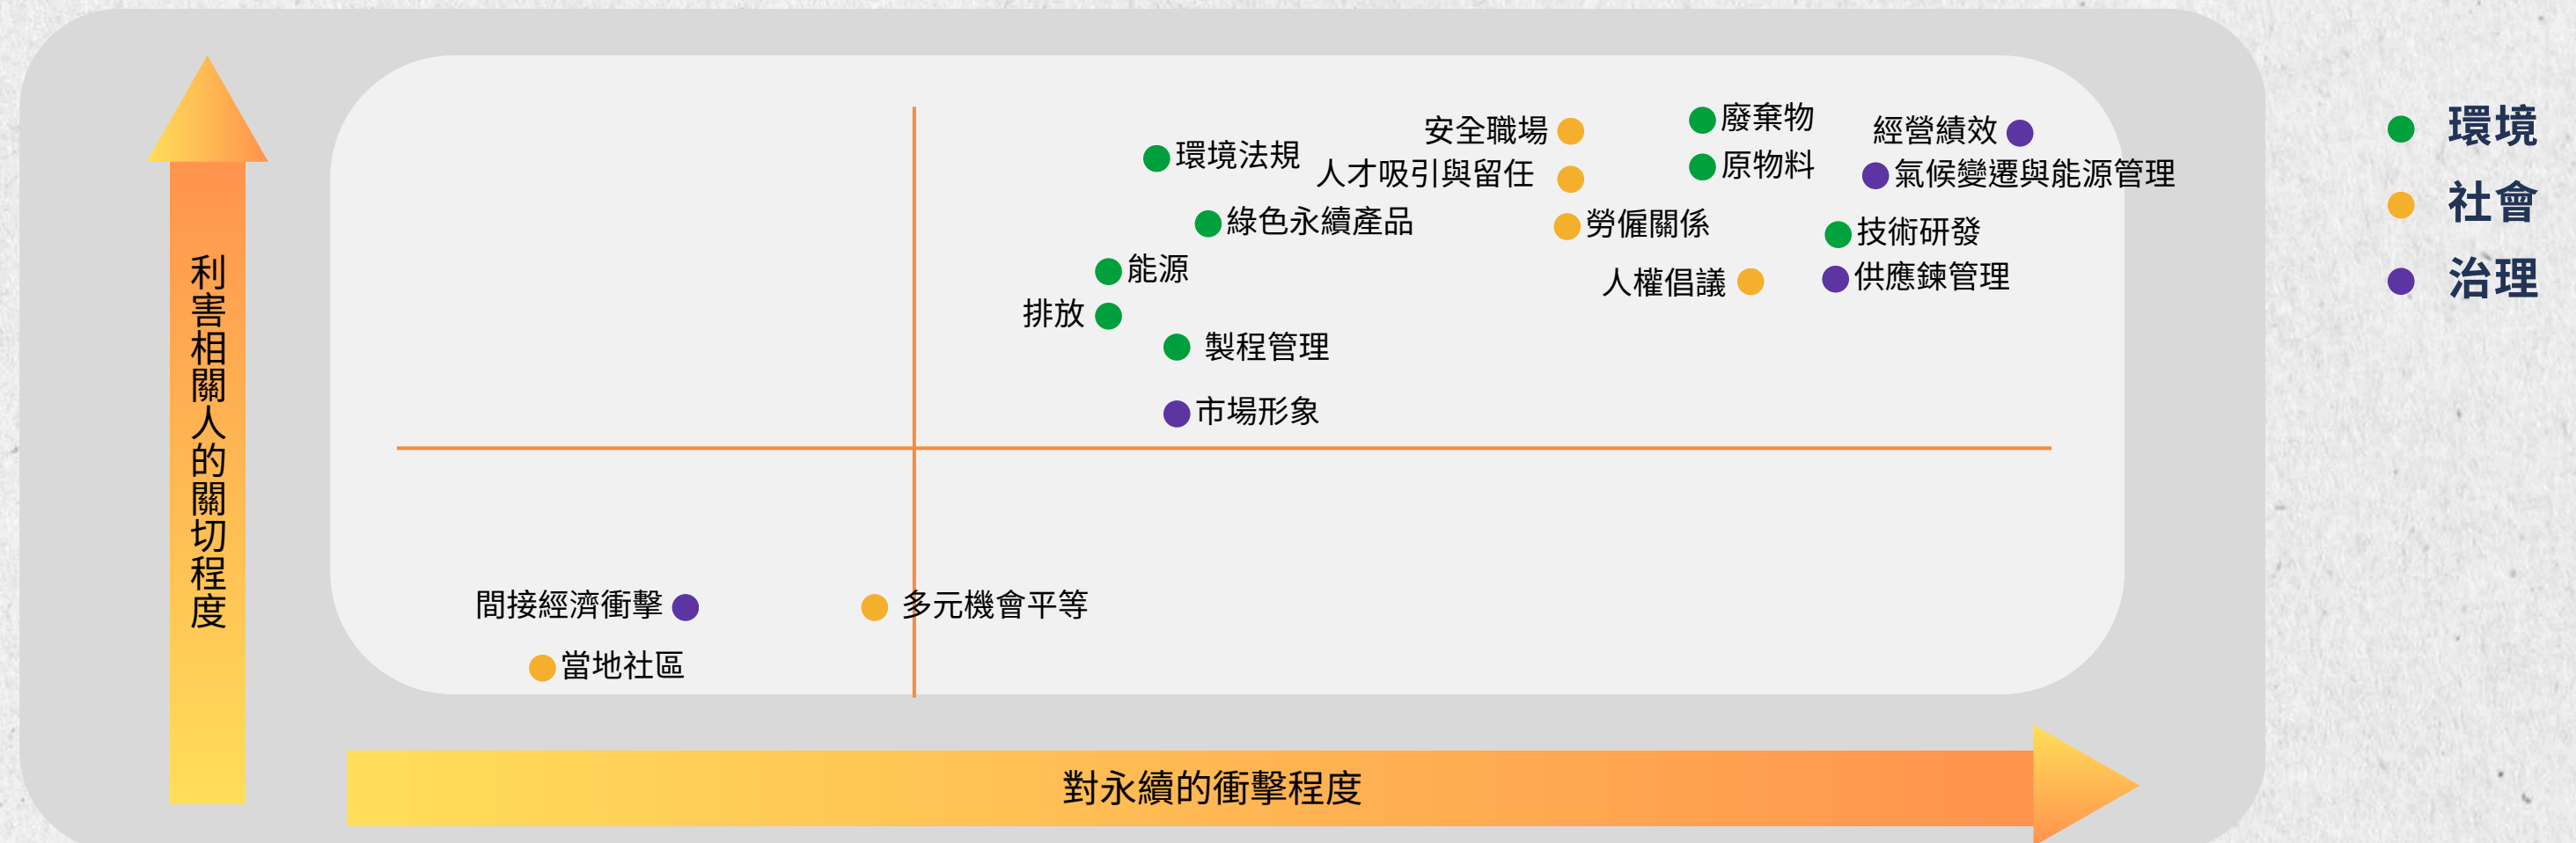 利害相關人的關切程度
環境法規
綠色永續產品
能源
排放
製程管理
市場形象
安全職場
人才吸引與留任
勞僱關係
人權倡議
廢棄物
原物料
經營績效
氣候變遷與能源管理
技術研發
供應鍊管理
間接經濟衝擊
多元機會平等
當地社區
對永續的衝擊程度
環境
社會
治理